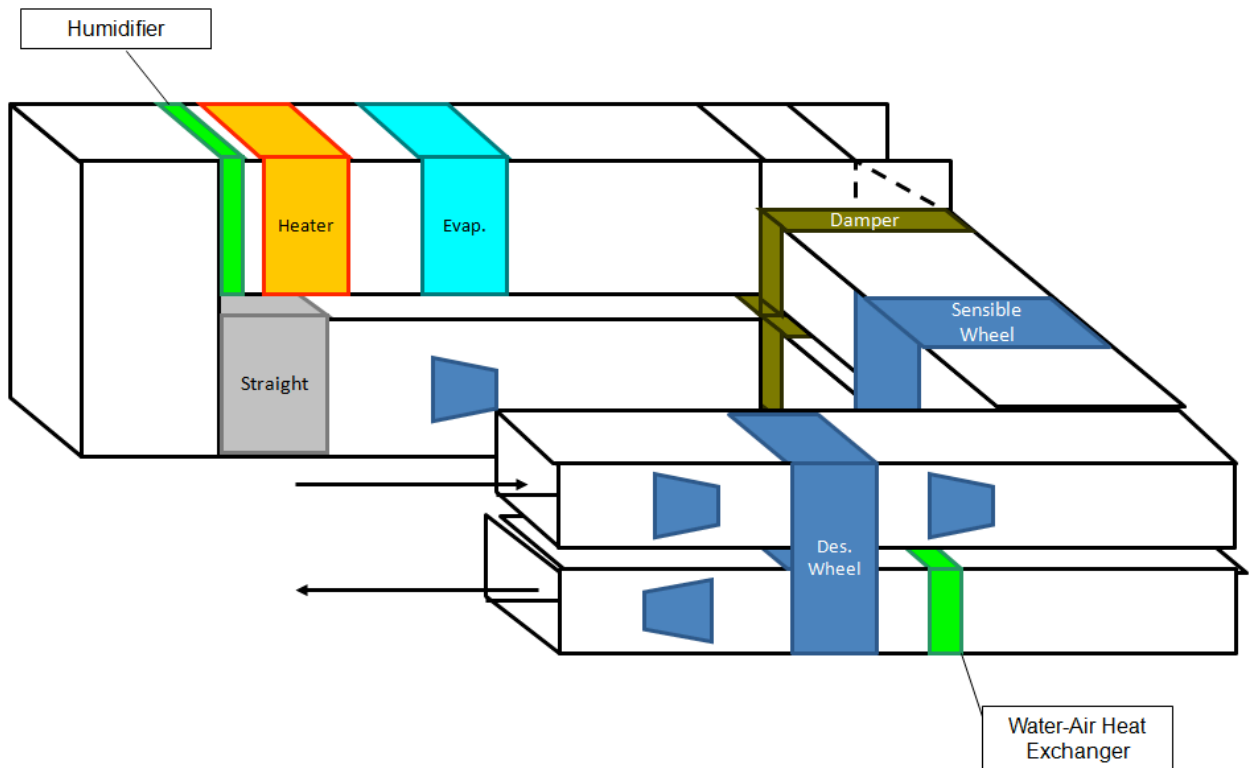 Humidifier
Heater
Evap.
Damper
Sensible
Wheel
Straight
Des.
Wheel
Water-Air Heat
Exchanger